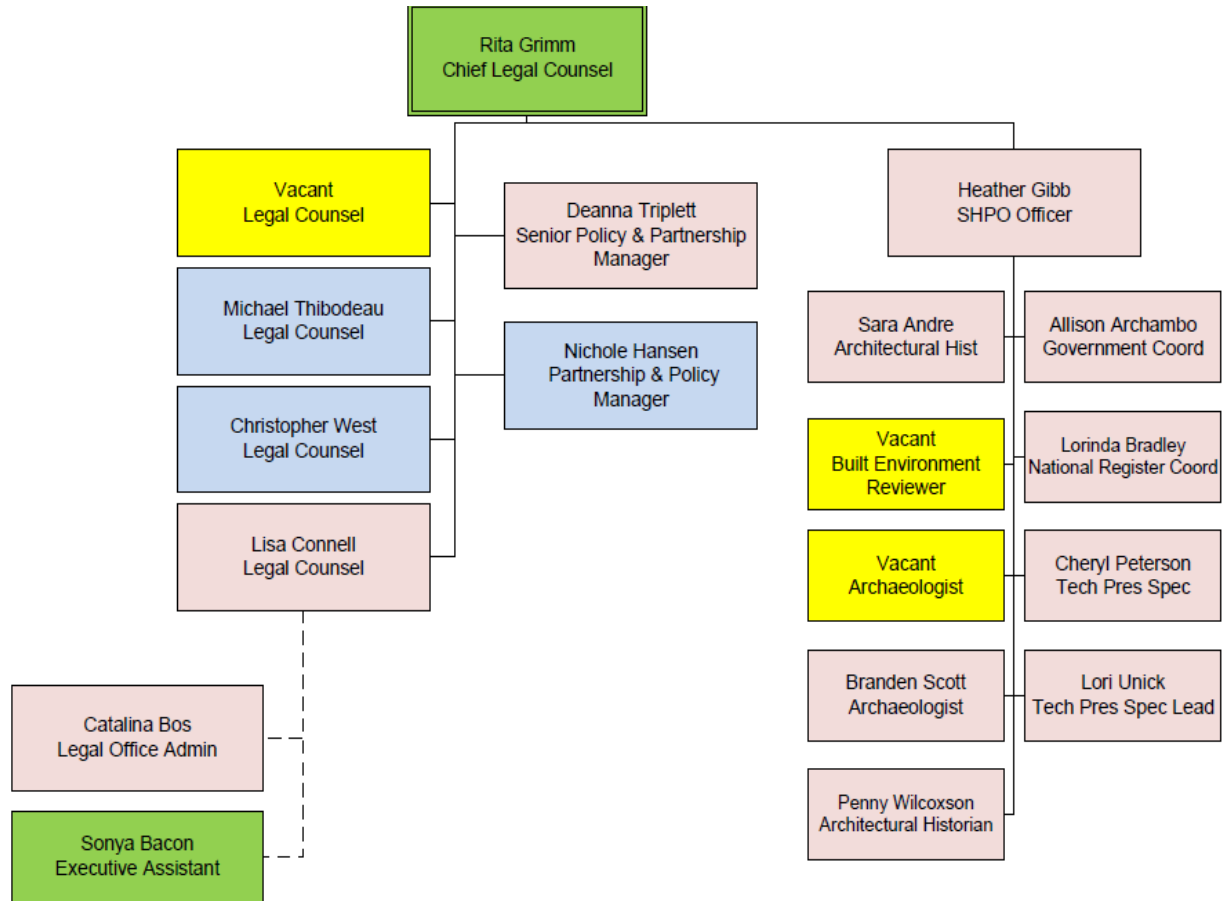 Rita Grimm
Chief Legal Counsel
Vacant
Legal Counsel
Deanna Triplett
Senior Policy & Partnership
Manager
Michael Thibodeau
Legal Counsel
Nichole Hansen
Partnership & Policy
Manager
Christopher West
Legal Counsel
Lisa Connell
Legal Counsel
Catalina Bos
Legal Office Admin
Sonya Bacon
Executive Assistant
Heather Gibb
SHPO Officer
Sara Andre
Architectural Hist
Allison Archambo
Government Coord
Vacant
Built Environment
Reviewer
Lorinda Bradley
National Register Coord
Vacant
Archaeologist
Cheryl Peterson
Tech Pres Spec
Branden Scott
Archaeologist
Lori Unick
Tech Pres Spec Lead
Penny Wilcoxson
Architectural Historian